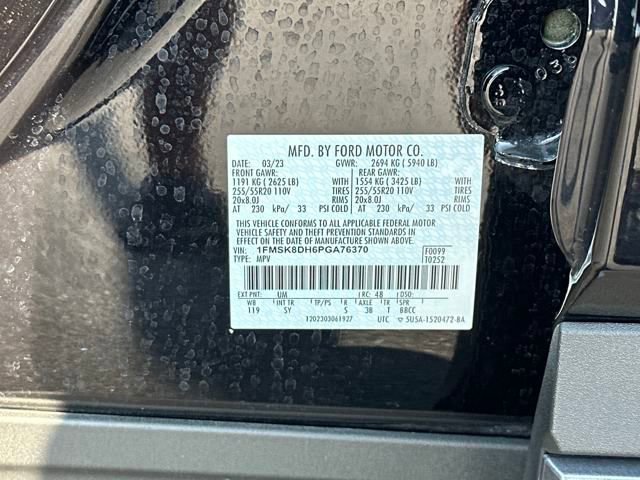 MFD. BY FORD MOTOR CO.
DATE: 03/23 GVWR: 2694 KG ( 5940 LB)
FRONT GAWR: REAR GAWR:
1191 KG ( 2625 LB) WITH 1554 KG ( 3425 LB) WITH
255/55R20 110V TIRES 255/55R20 110V TIRES
20x8.0J RIMS 20x8.0J RIMS
AT 230 kPa/ 33 PSI COLD AT 230 kPa/ 33 PSI COLD
THIS VEHICLE CONFORMS TO ALL APPLICABLE FEDERAL MOTOR
VEHICLE SAFETY AND THEFT PREVENTION STANDARDS IN
EFFECT ON THE DATE OF MANUFACTURE SHOWN ABOVE.
VIN: 1FMSK8DH6PGA76370 F0099
TYPE: MPV T0252
EXT PNT: UM RC: 48 DSO:
WB INT TR TP/PS R AXLE TR SPR
119 SY S 3B T BBCC
1202303061927 UTC 5U5A-1520472-BA